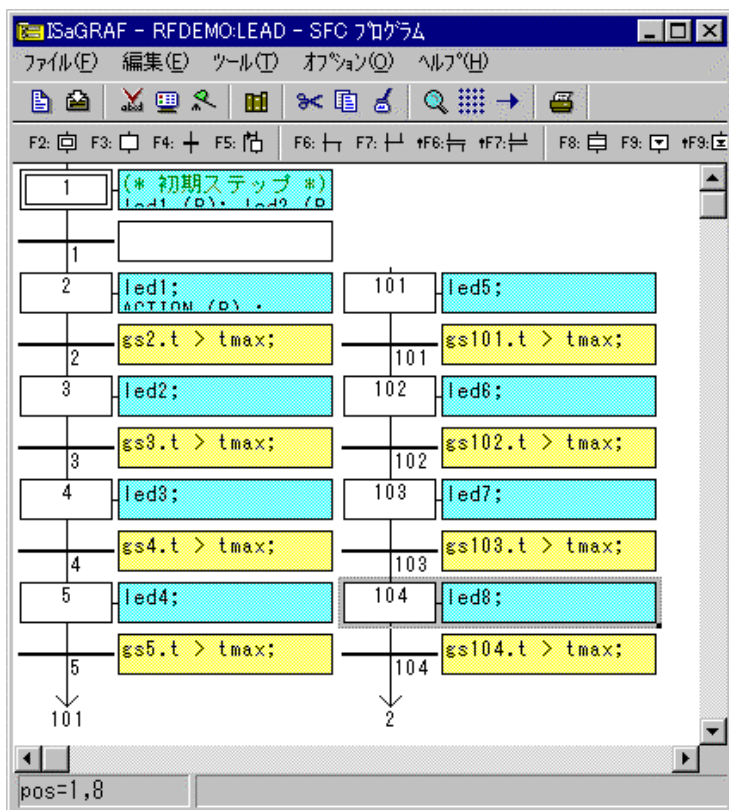 ISaGRAF - RFDEMO:LEAD - SFC プログラム
ファイル(F) 編集(E) ツール(T) オプション(O) ヘルプ(H)
F2: F3: F4: F5: F6: F7: ↑F6: ↑F7: F8: F9: ↑F9:
1 (* 初期ステップ *)
led1 (R); led2 (R
1
2 led1;
ACTION (P) :
101 led5;
2 gs2.t > tmax;
101 gs101.t > tmax;
3 led2;
102 led6;
3 gs3.t > tmax;
102 gs102.t > tmax;
4 led3;
103 led7;
4 gs4.t > tmax;
103 gs103.t > tmax;
5 led4;
104 led8;
5 gs5.t > tmax;
104 gs104.t > tmax;
101
2
pos=1,8